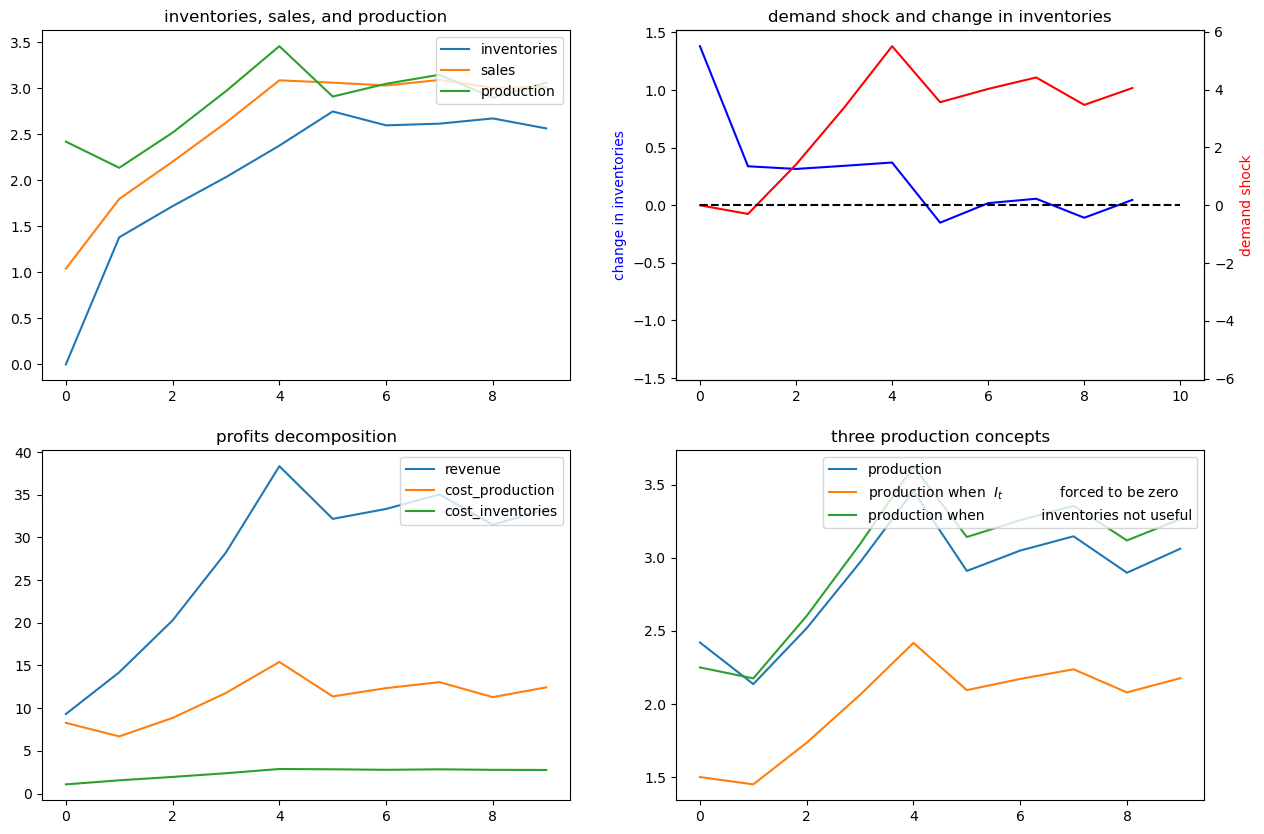 inventories, sales, and production
3.5
3.0
2.5
2.0
1.5
1.0
0.5
0.0
0 2 4 6 8
inventories
sales
production
demand shock and change in inventories
change in inventories
1.5
1.0
0.5
0.0
−0.5
−1.0
−1.5
0 2 4 6 8 10
6
4
2
0
−2
−4
−6
demand shock
profits decomposition
40
35
30
25
20
15
10
5
0
0 2 4 6 8
revenue
cost_production
cost_inventories
three production concepts
3.5
3.0
2.5
2.0
1.5
0 2 4 6 8
production
production when I_t forced to be zero
production when inventories not useful